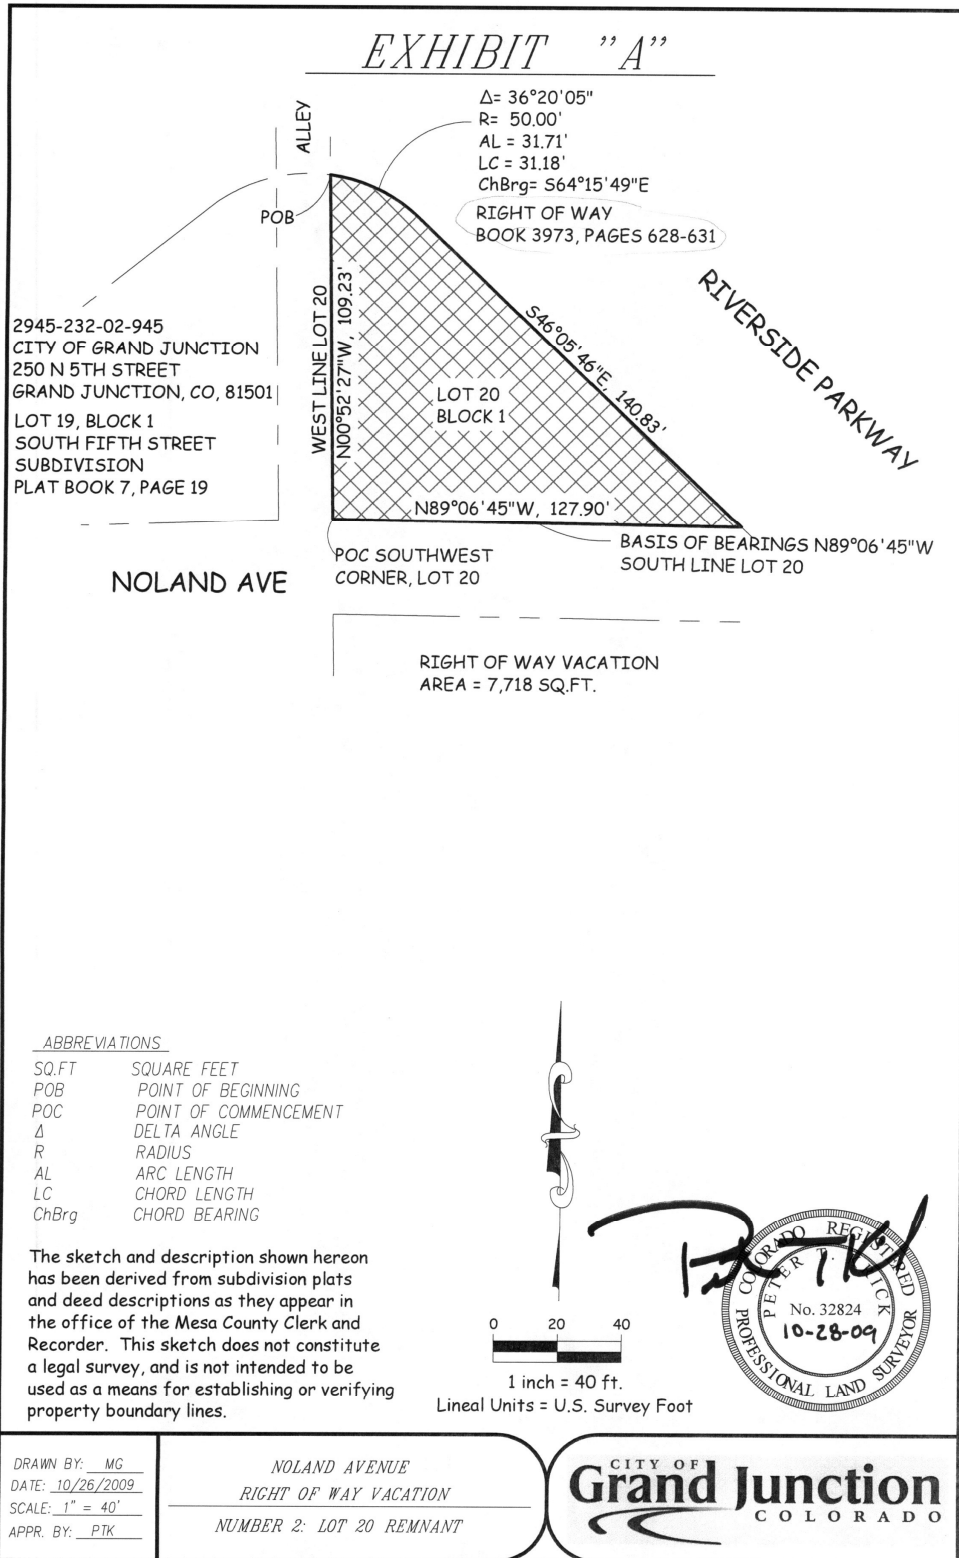 EXHIBIT "A"
ALLEY
Δ= 36°20'05"
R= 50.00'
AL = 31.71'
LC = 31.18'
ChBrg= S64°15'49"E
RIGHT OF WAY
BOOK 3973, PAGES 628-631
POB
RIVERSIDE PARKWAY
2945-232-02-945
CITY OF GRAND JUNCTION
250 N 5TH STREET
GRAND JUNCTION, CO, 81501
LOT 19, BLOCK 1
SOUTH FIFTH STREET
SUBDIVISION
PLAT BOOK 7, PAGE 19
WEST LINE LOT 20
N00°52'27"W, 109.23'
LOT 20
BLOCK 1
S46°05'46"E, 140.83'
N89°06'45"W, 127.90'
BASIS OF BEARINGS N89°06'45"W
SOUTH LINE LOT 20
POC SOUTHWEST
CORNER, LOT 20
NOLAND AVE
RIGHT OF WAY VACATION
AREA = 7,718 SQ.FT.
ABBREVIATIONS
SQ.FT SQUARE FEET
POB POINT OF BEGINNING
POC POINT OF COMMENCEMENT
Δ DELTA ANGLE
R RADIUS
AL ARC LENGTH
LC CHORD LENGTH
ChBrg CHORD BEARING
The sketch and description shown hereon
has been derived from subdivision plats
and deed descriptions as they appear in
the office of the Mesa County Clerk and
Recorder. This sketch does not constitute
a legal survey, and is not intended to be
used as a means for establishing or verifying
property boundary lines.
0 20 40
1 inch = 40 ft.
Lineal Units = U.S. Survey Foot
COLORADO REGISTERED
PETER T.
No. 32824
10-28-09
PROFESSIONAL LAND SURVEYOR
DRAWN BY: MG
DATE: 10/26/2009
SCALE: 1" = 40'
APPR. BY: PTK
NOLAND AVENUE
RIGHT OF WAY VACATION
NUMBER 2: LOT 20 REMNANT
CITY OF
Grand Junction
COLORADO